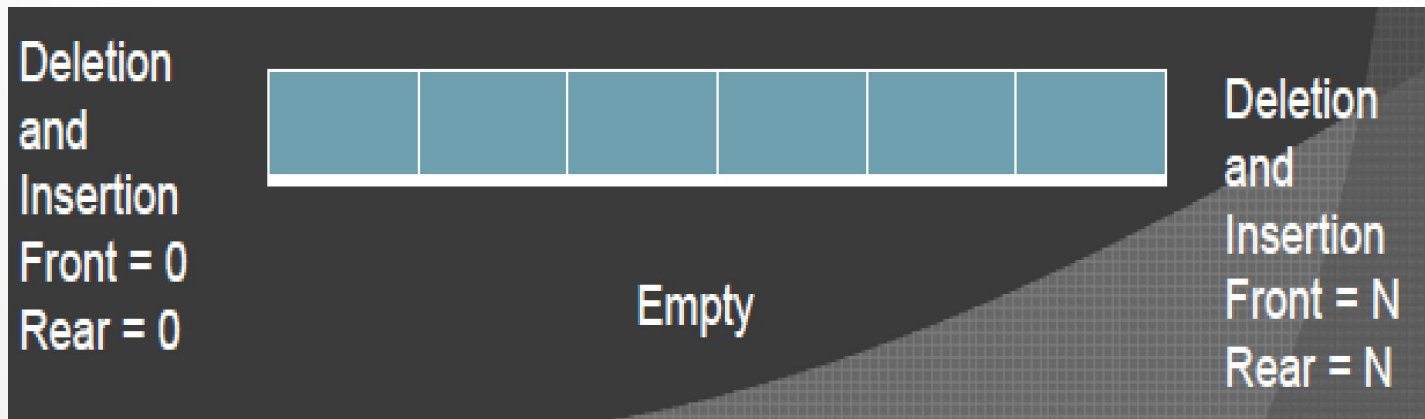 Deletion
and
Insertion
Front = 0
Rear = 0
Empty
Deletion
and
Insertion
Front = N
Rear = N